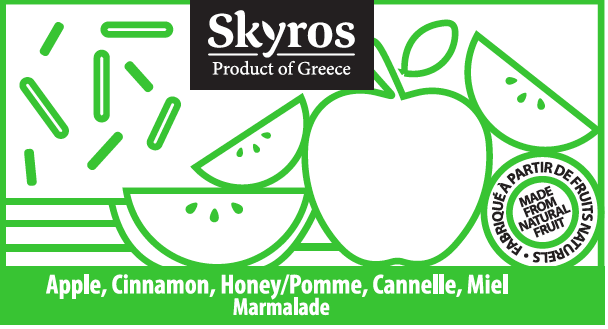 Skyros
Product of Greece
• FABRIQUÉ À PARTIR DE FRUITS NATURELS
MADE
FROM
NATURAL
FRUIT
Apple, Cinnamon, Honey/Pomme, Cannelle, Miel
Marmalade